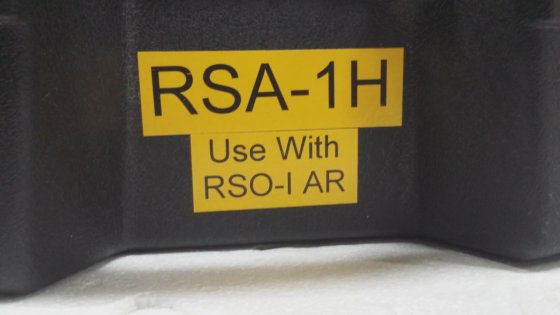 RSA-1H
Use With
RSO-I AR